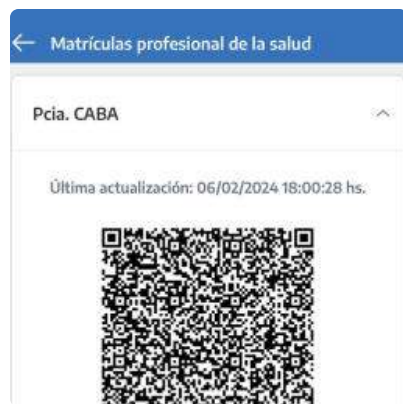 Matrículas profesional de la salud
Pcia. CABA
Última actualización: 06/02/2024 18:00:28 hs.